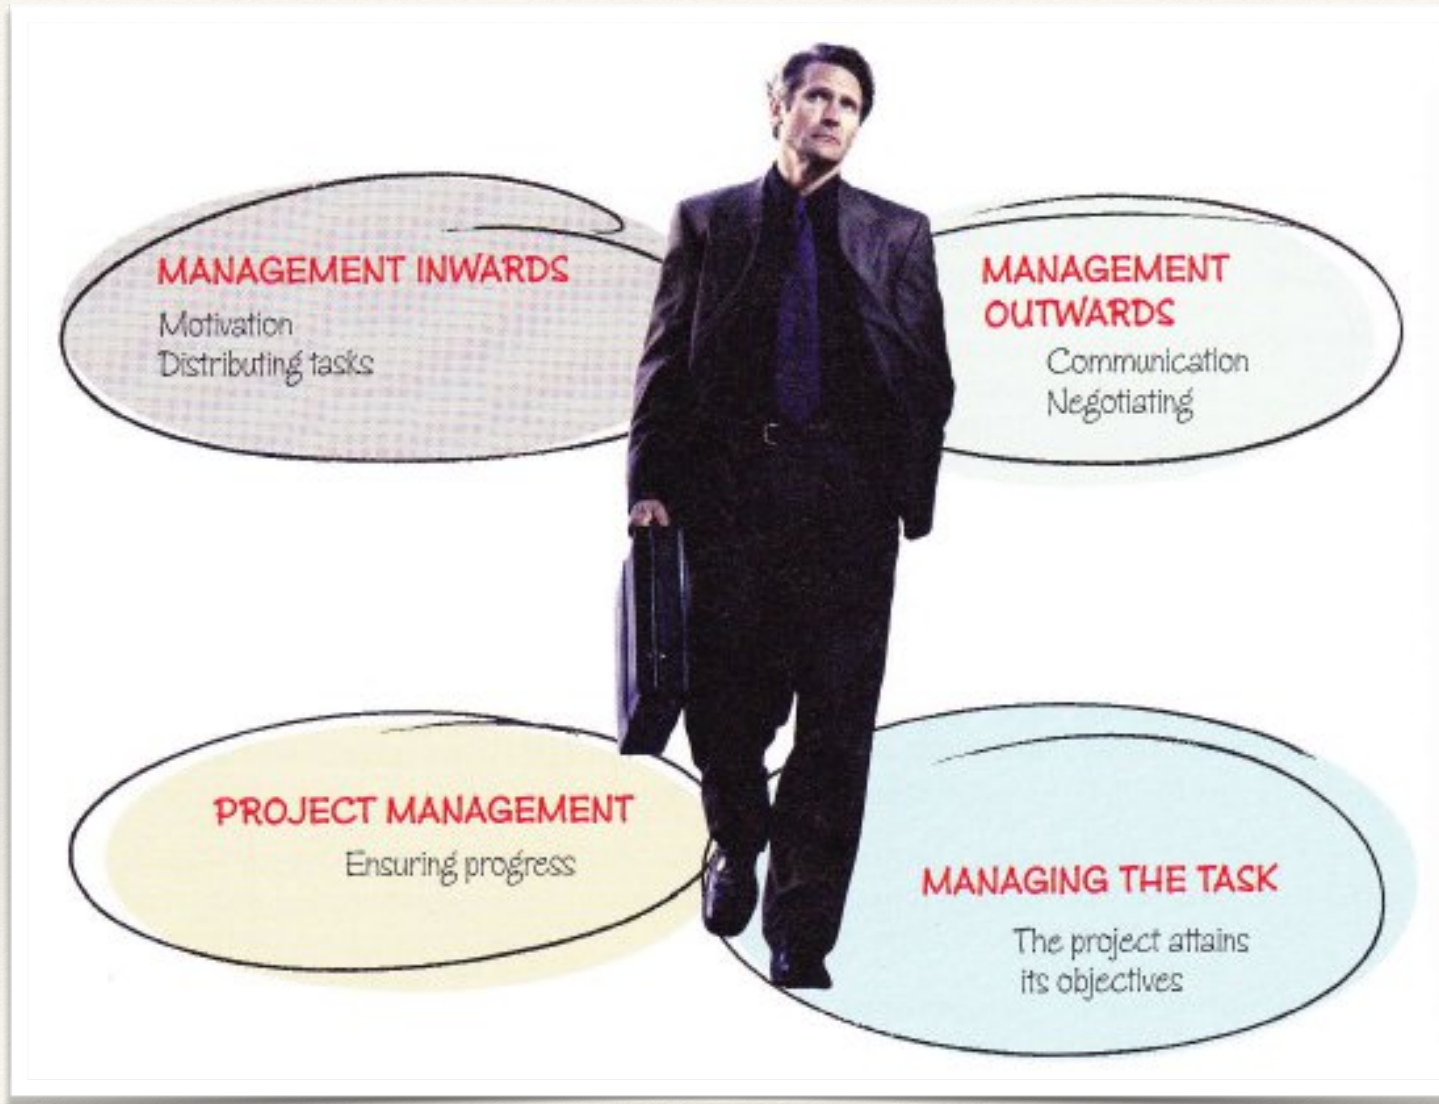 MANAGEMENT INWARDS
Motivation
Distributing tasks
MANAGEMENT
OUTWARDS
Communication
Negotiating
PROJECT MANAGEMENT
Ensuring progress
MANAGING THE TASK
The project attains
its objectives